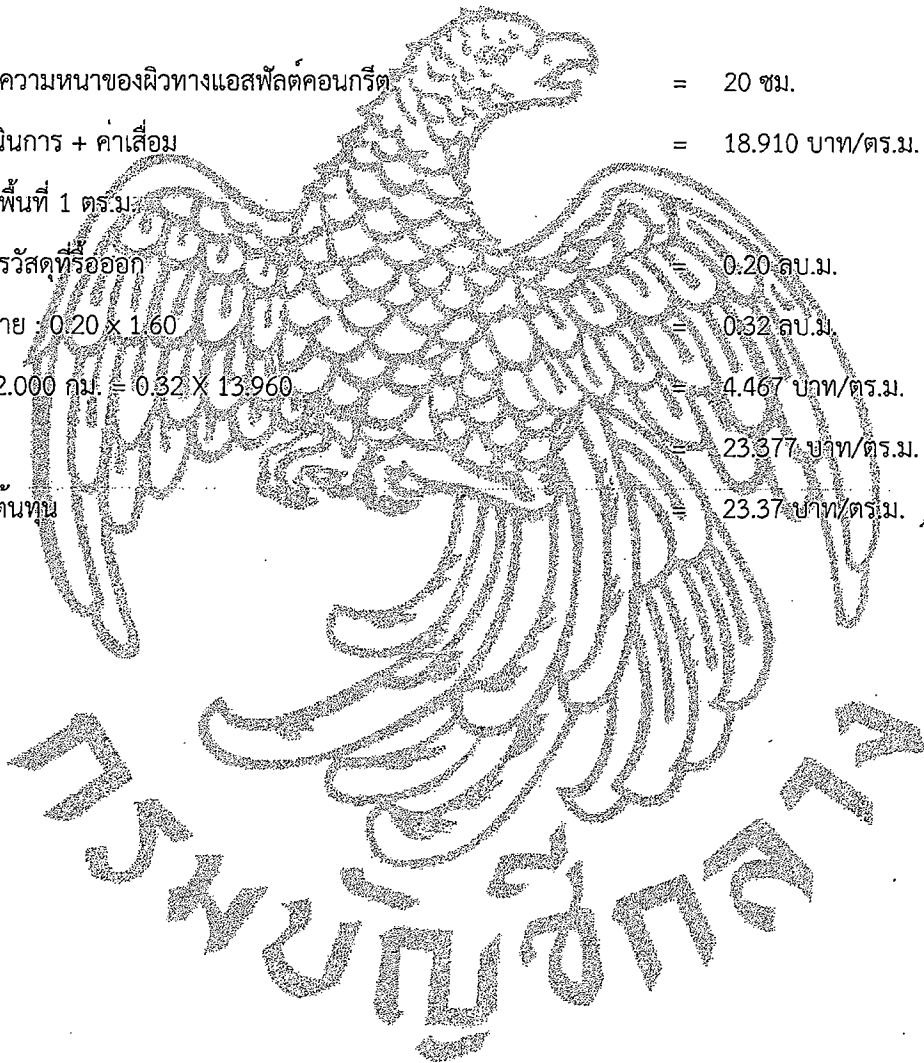 ความหนาของผิวทางแอสฟัลต์คอนกรีต = 20 ซม.
นินการ + ค่าเสื่อม = 18.910 บาท/ตร.ม.
พื้นที่ 1 ตร.ม.
รวัสดุที่รื้อออก = 0.20 ลบ.ม.
าย : 0.20 x 1.60 = 0.32 ลบ.ม.
2.000 กม. = 0.32 X 13.960 = 4.467 บาท/ตร.ม.
= 23.377 บาท/ตร.ม.
ต้นทุน = 23.37 บาท/ตร.ม.
กรมบัญชี